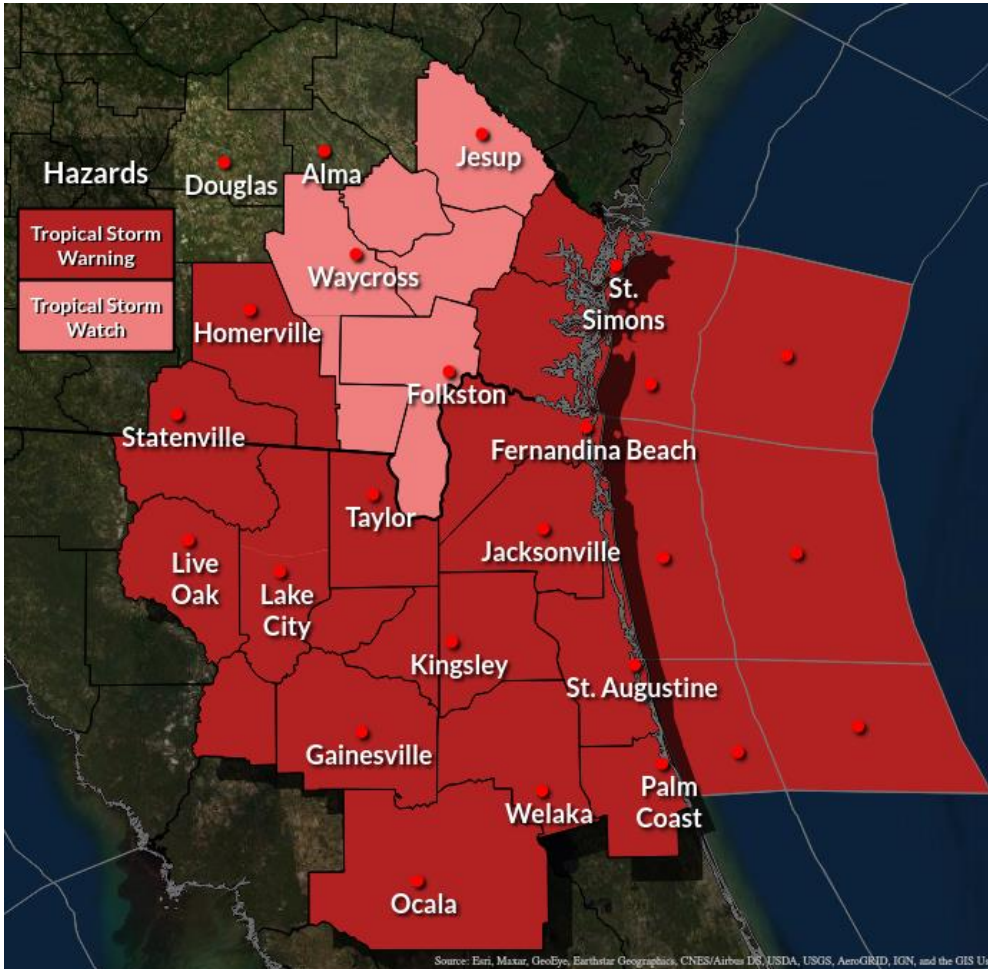 Hazards
Tropical Storm
Warning
Tropical Storm
Watch
Jesup
Alma
Douglas
Waycross
St.
Simons
Homerville
Folkston
Statenville
Fernandina Beach
Taylor
Jacksonville
Live
Oak
Lake
City
Kingsley
St. Augustine
Gainesville
Palm
Coast
Welaka
Ocala
Source: Esri, Maxar, GeoEye, Earthstar Geographics, CNES/Airbus DS, USDA, USGS, AeroGRID, IGN, and the GIS Us